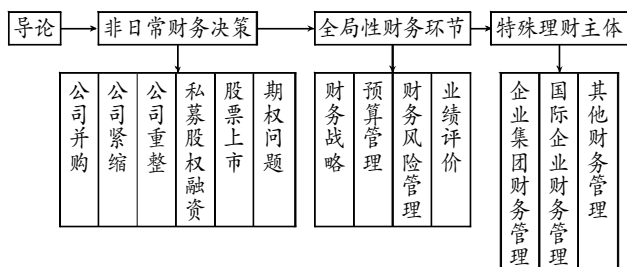 导论
非日常财务决策
全局性财务环节
特殊理财主体
公司并购
公司紧缩
公司重整
私募股权融资
股票上市
期权问题
财务战略
预算管理
财务风险管理
业绩评价
企业集团财务管理
国际企业财务管理
其他财务管理